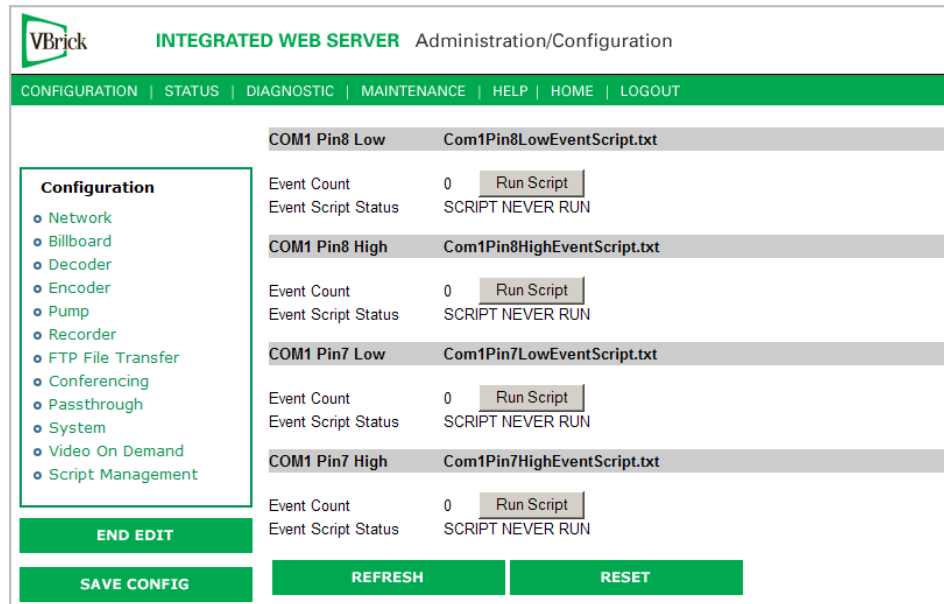 VBrick
INTEGRATED WEB SERVER Administration/Configuration
CONFIGURATION | STATUS | DIAGNOSTIC | MAINTENANCE | HELP | HOME | LOGOUT
Configuration
Network
Billboard
Decoder
Encoder
Pump
Recorder
FTP File Transfer
Conferencing
Passthrough
System
Video On Demand
Script Management
END EDIT
SAVE CONFIG
COM1 Pin8 Low Com1Pin8LowEventScript.txt
Event Count 0 Run Script
Event Script Status SCRIPT NEVER RUN
COM1 Pin8 High Com1Pin8HighEventScript.txt
Event Count 0 Run Script
Event Script Status SCRIPT NEVER RUN
COM1 Pin7 Low Com1Pin7LowEventScript.txt
Event Count 0 Run Script
Event Script Status SCRIPT NEVER RUN
COM1 Pin7 High Com1Pin7HighEventScript.txt
Event Count 0 Run Script
Event Script Status SCRIPT NEVER RUN
REFRESH RESET